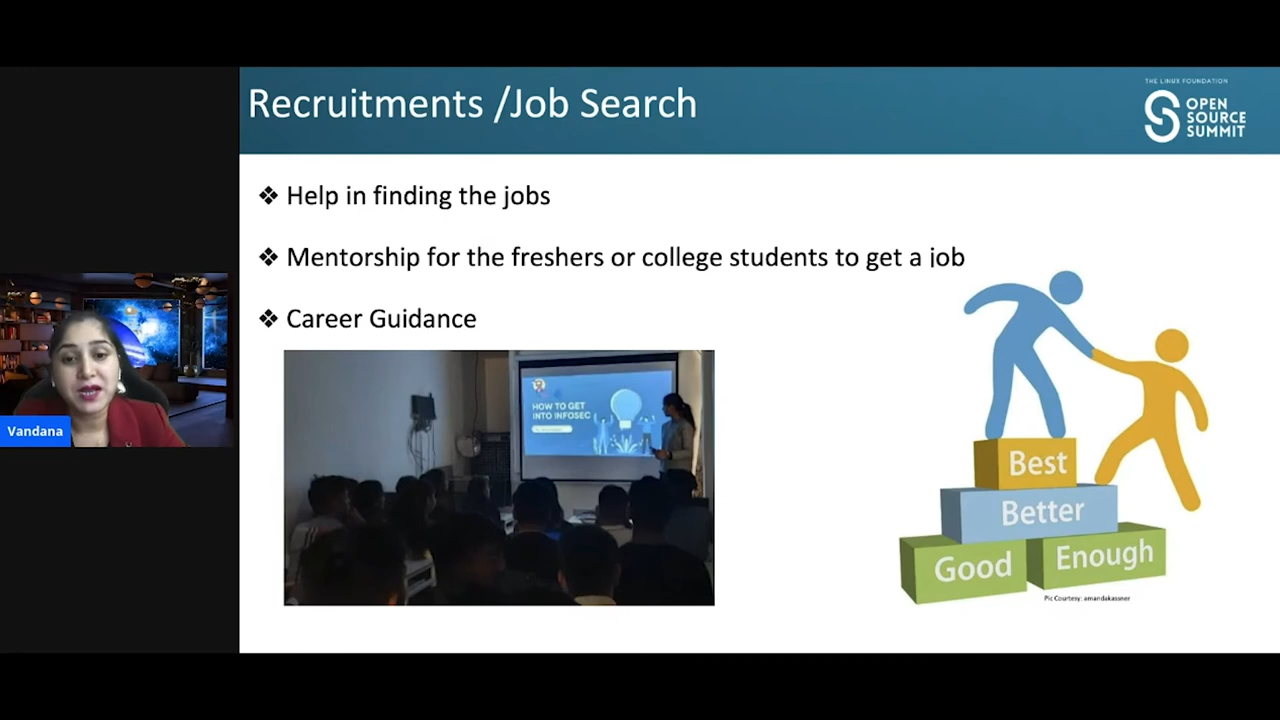 Recruitments /Job Search
THE LINUX FOUNDATION
OPEN
SOURCE
SUMMIT
❖ Help in finding the jobs
❖ Mentorship for the freshers or college students to get a job
❖ Career Guidance
Vandana
HOW TO GET
INTO INFOSEC
Best
Better
Good
Enough
Pic Courtesy: amandakassner